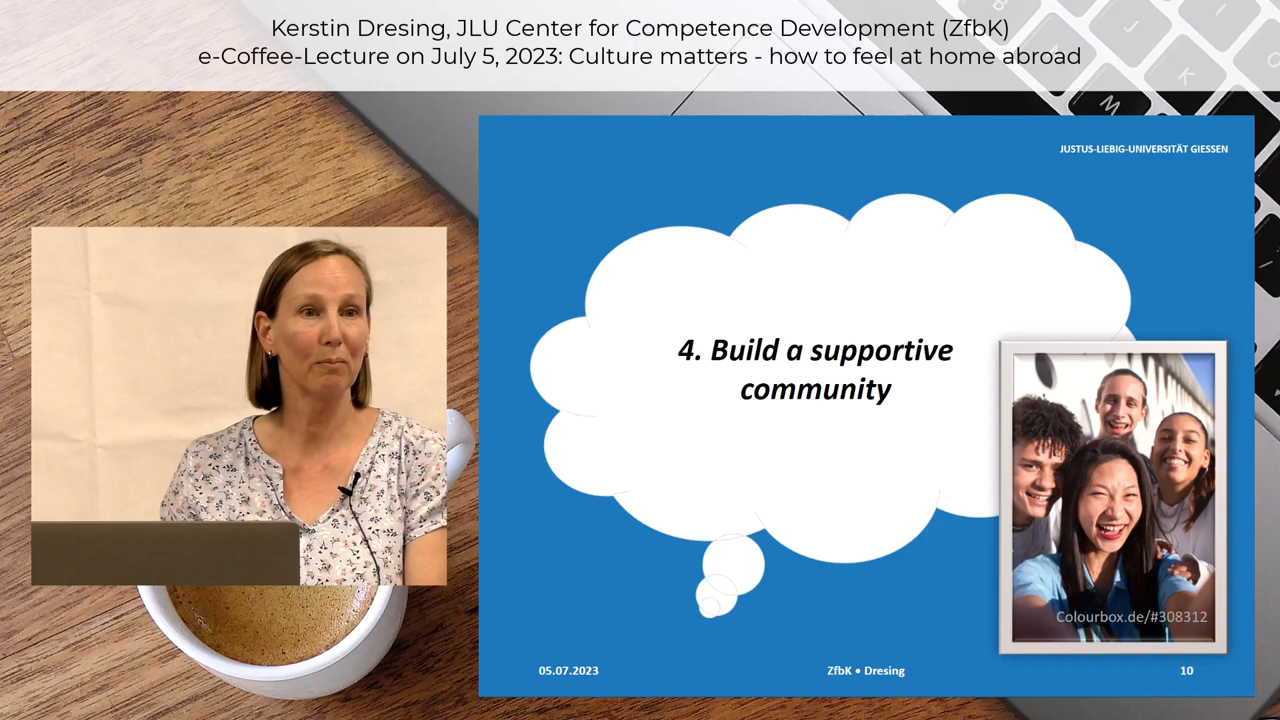 Kerstin Dresing, JLU Center for Competence Development (ZfbK)
e-Coffee-Lecture on July 5, 2023: Culture matters - how to feel at home abroad
JUSTUS-LIEBIG-UNIVERSITÄT GIESSEN
4. Build a supportive
community
Colourbox.de/#308312
05.07.2023
ZfbK • Dresing
10